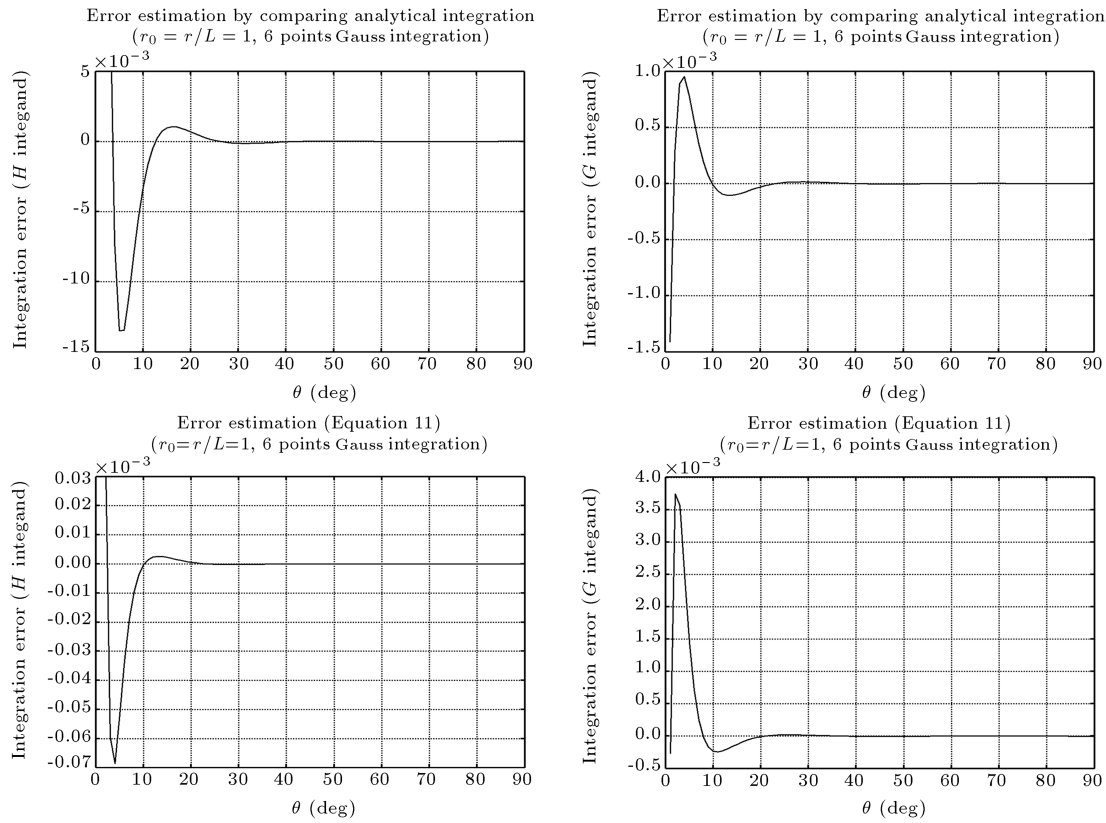 Error estimation by comparing analytical integration
(r₀ = r/L = 1, 6 points Gauss integration)
×10⁻³
5
0
-5
-10
-15
Integration error (H integand)
0 10 20 30 40 50 60 70 80 90
θ (deg)
Error estimation by comparing analytical integration
(r₀ = r/L = 1, 6 points Gauss integration)
×10⁻³
1.0
0.5
0.0
-0.5
-1.0
-1.5
Integration error (G integand)
0 10 20 30 40 50 60 70 80 90
θ (deg)
Error estimation (Equation 11)
(r₀=r/L=1, 6 points Gauss integration)
×10⁻³
0.03
0.02
0.01
0.00
-0.01
-0.02
-0.03
-0.04
-0.05
-0.06
-0.07
Integration error (H integand)
0 10 20 30 40 50 60 70 80 90
θ (deg)
Error estimation (Equation 11)
(r₀=r/L=1, 6 points Gauss integration)
×10⁻³
4.0
3.5
3.0
2.5
2.0
1.5
1.0
0.5
0.0
-0.5
Integration error (G integand)
0 10 20 30 40 50 60 70 80 90
θ (deg)